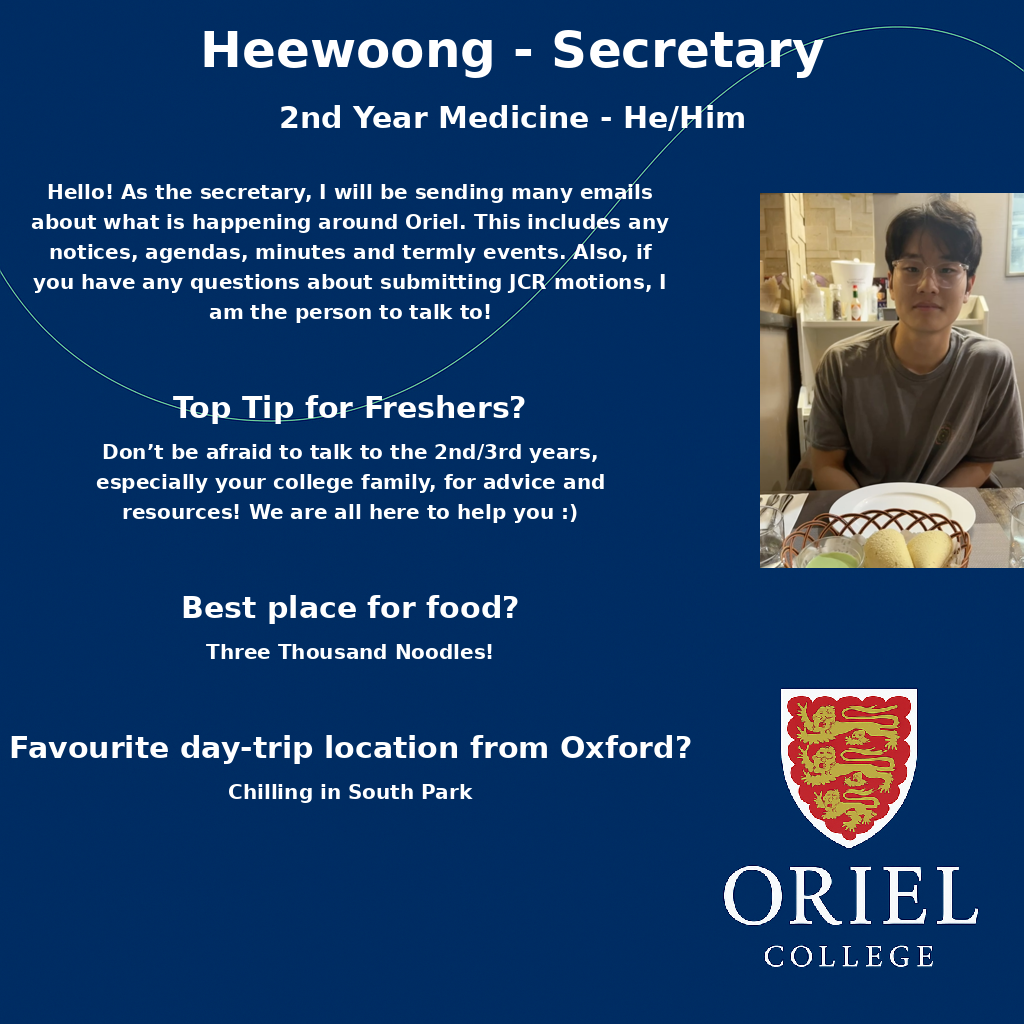 Heewoong - Secretary
2nd Year Medicine - He/Him
Hello! As the secretary, I will be sending many emails
about what is happening around Oriel. This includes any
notices, agendas, minutes and termly events. Also, if
you have any questions about submitting JCR motions, I
am the person to talk to!
Top Tip for Freshers?
Don’t be afraid to talk to the 2nd/3rd years,
especially your college family, for advice and
resources! We are all here to help you :)
Best place for food?
Three Thousand Noodles!
Favourite day-trip location from Oxford?
Chilling in South Park
ORIEL
COLLEGE